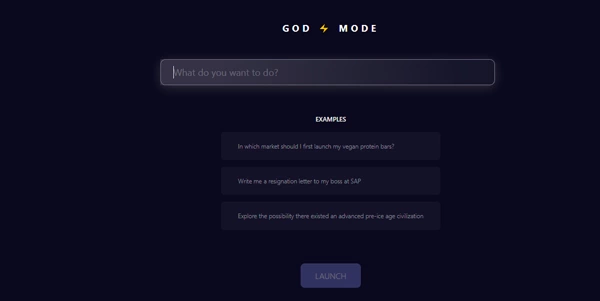 GOD ⚡ MODE
What do you want to do?
EXAMPLES
In which market should I first launch my vegan protein bars?
Write me a resignation letter to my boss at SAP
Explore the possibility there existed an advanced pre-ice age civilization
LAUNCH